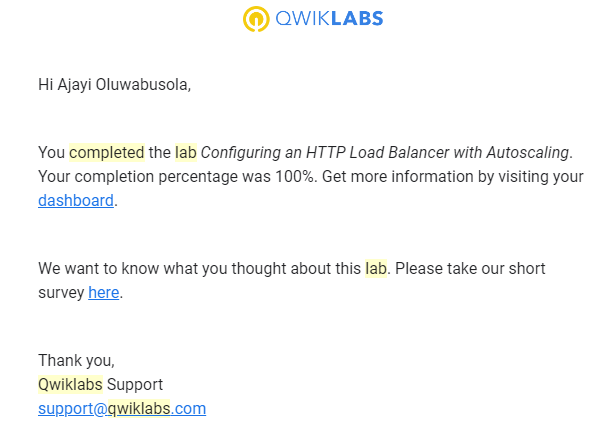 QWIKLABS
Hi Ajayi Oluwabusola,
You completed the lab Configuring an HTTP Load Balancer with Autoscaling.
Your completion percentage was 100%. Get more information by visiting your
dashboard.
We want to know what you thought about this lab. Please take our short
survey here.
Thank you,
Qwiklabs Support
support@qwiklabs.com